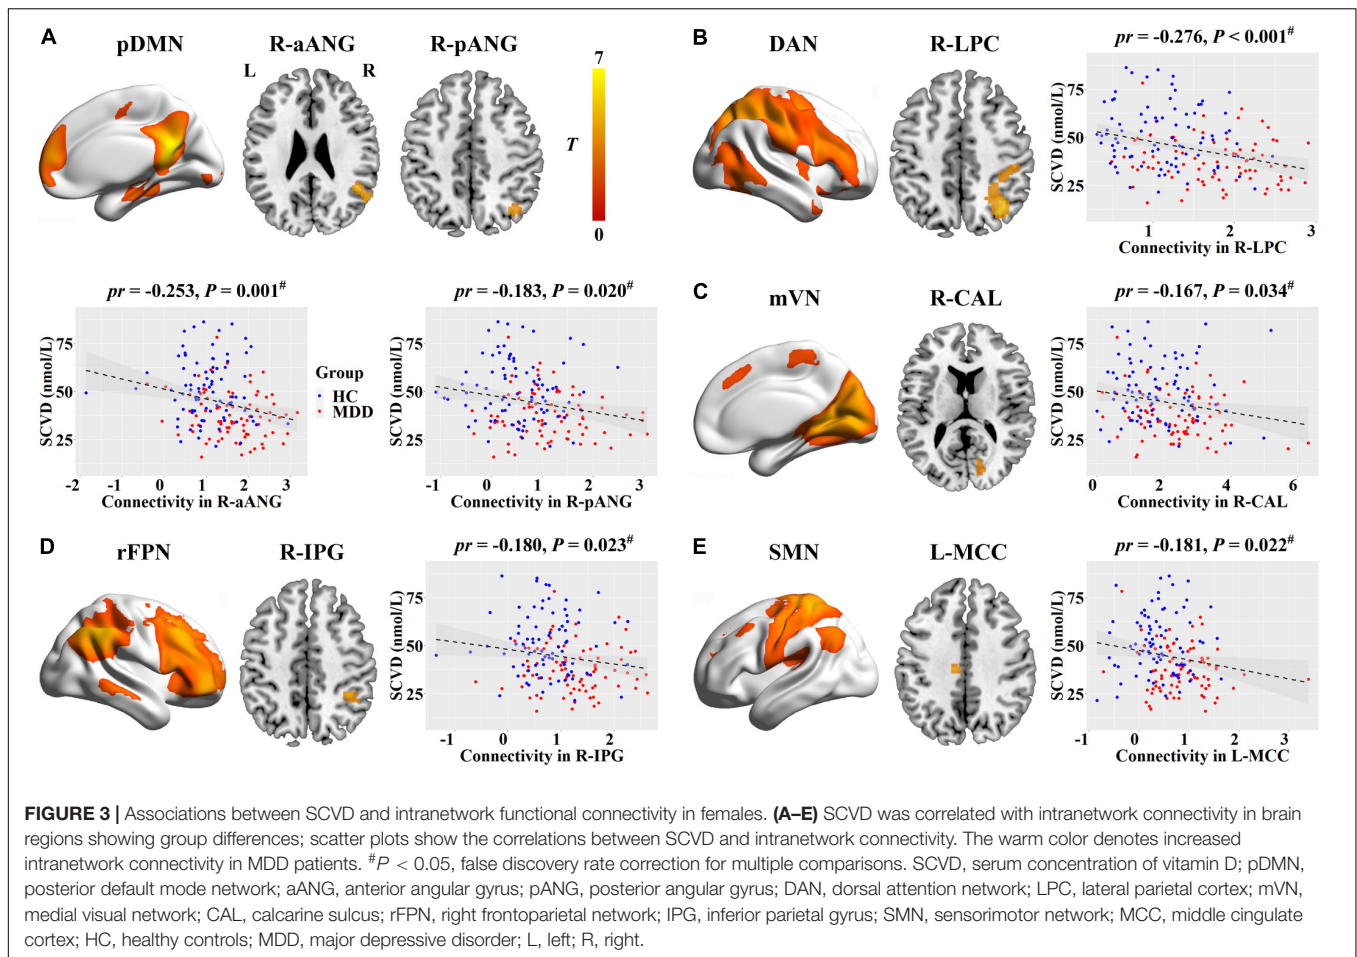 A
pDMN
R-aANG
R-pANG
L
R
7
T
0
pr = -0.253, P = 0.001#
SCVD (nmol/L)
75
50
25
-2
-1
0
1
2
3
Connectivity in R-aANG
Group
HC
MDD
pr = -0.183, P = 0.020#
SCVD (nmol/L)
75
50
25
-1
0
1
2
3
Connectivity in R-pANG
B
DAN
R-LPC
pr = -0.276, P < 0.001#
SCVD (nmol/L)
75
50
25
1
2
3
Connectivity in R-LPC
C
mVN
R-CAL
pr = -0.167, P = 0.034#
SCVD (nmol/L)
75
50
25
0
2
4
6
Connectivity in R-CAL
D
rFPN
R-IPG
pr = -0.180, P = 0.023#
SCVD (nmol/L)
75
50
25
-1
0
1
2
Connectivity in R-IPG
E
SMN
L-MCC
pr = -0.181, P = 0.022#
SCVD (nmol/L)
75
50
25
-1
0
1
2
3
Connectivity in L-MCC
FIGURE 3 | Associations between SCVD and intranetwork functional connectivity in females. (A–E) SCVD was correlated with intranetwork connectivity in brain
regions showing group differences; scatter plots show the correlations between SCVD and intranetwork connectivity. The warm color denotes increased
intranetwork connectivity in MDD patients. #P < 0.05, false discovery rate correction for multiple comparisons. SCVD, serum concentration of vitamin D; pDMN,
posterior default mode network; aANG, anterior angular gyrus; pANG, posterior angular gyrus; DAN, dorsal attention network; LPC, lateral parietal cortex; mVN,
medial visual network; CAL, calcarine sulcus; rFPN, right frontoparietal network; IPG, inferior parietal gyrus; SMN, sensorimotor network; MCC, middle cingulate
cortex; HC, healthy controls; MDD, major depressive disorder; L, left; R, right.